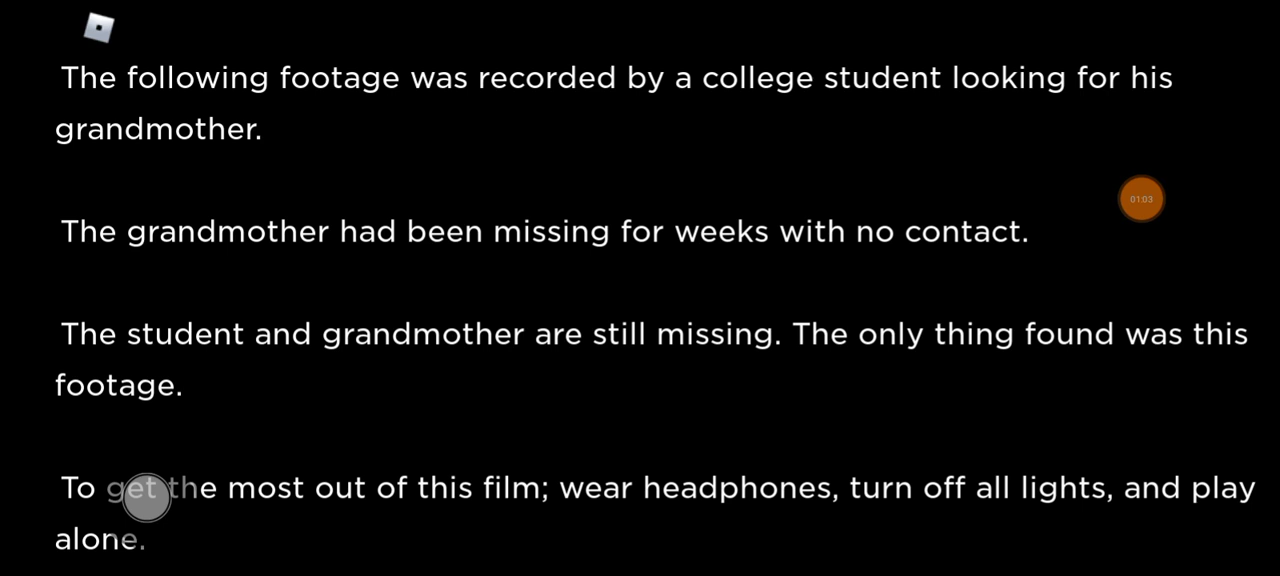 The following footage was recorded by a college student looking for his
grandmother.
The grandmother had been missing for weeks with no contact.
01:03
The student and grandmother are still missing. The only thing found was this
footage.
To get the most out of this film; wear headphones, turn off all lights, and play
alone.